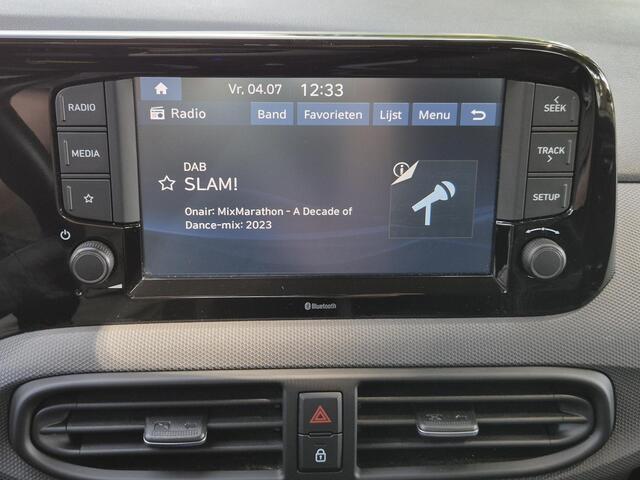 Vr. 04.07 12:33
Radio Band Favorieten Lijst Menu
DAB
SLAM!
Onair: MixMarathon - A Decade of
Dance-mix: 2023
RADIO
MEDIA
SEEK
TRACK
SETUP
Bluetooth